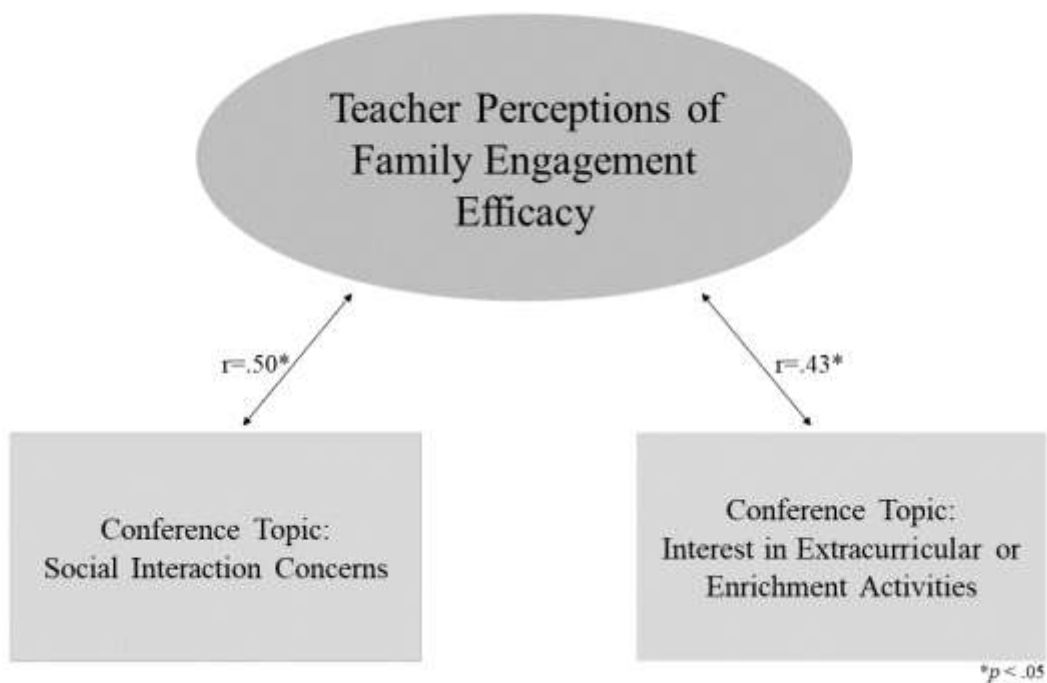 Teacher Perceptions of
Family Engagement
Efficacy
r=.50*
r=.43*
Conference Topic:
Social Interaction Concerns
Conference Topic:
Interest in Extracurricular or
Enrichment Activities
*p < .05